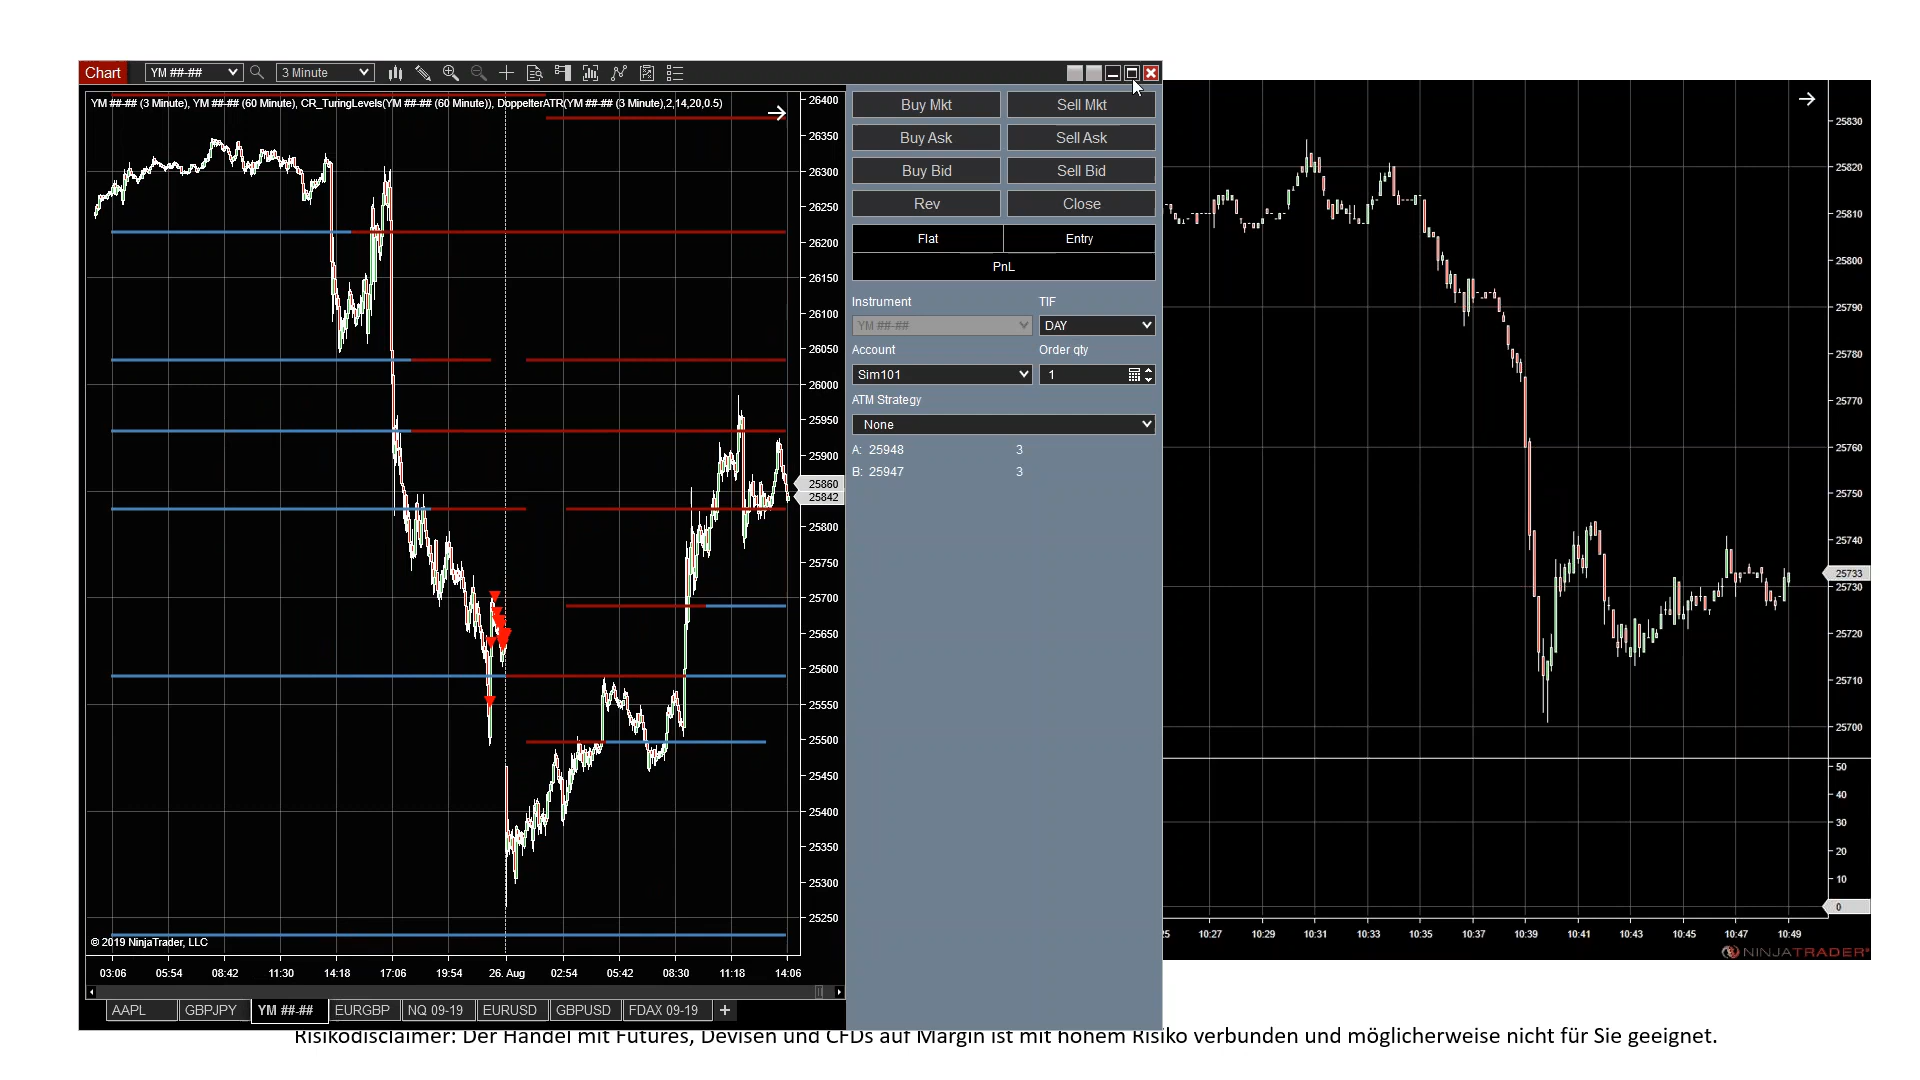 Chart YM ##-## 3 Minute
YM ##-## (3 Minute), YM ##-## (60 Minute), CR_TuringLevels(YM ##-## (60 Minute)), DoppelterATR(YM ##-## (3 Minute),2,14,20,0.5)
26400
26350
26300
26250
26200
26150
26100
26050
26000
25950
25900
25860
25842
25800
25750
25700
25650
25600
25550
25500
25450
25400
25350
25300
25250
© 2019 NinjaTrader, LLC
03:06 05:54 08:42 11:30 14:18 17:06 19:54 26. Aug 02:54 05:42 08:30 11:18 14:06
AAPL GBPJPY YM ##-## EURGBP NQ 09-19 EURUSD GBPUSD FDAX 09-19 +
Buy Mkt Sell Mkt
Buy Ask Sell Ask
Buy Bid Sell Bid
Rev Close
Flat Entry
PnL
Instrument TIF
YM ##-## DAY
Account Order qty
Sim101 1
ATM Strategy
None
A: 25948 3
B: 25947 3
25830
25820
25810
25800
25790
25780
25770
25760
25750
25740
25733
25730
25720
25710
25700
50
40
30
20
10
0
25 10:27 10:29 10:31 10:33 10:35 10:37 10:39 10:41 10:43 10:45 10:47 10:49
NINJATRADER
Risikodisclaimer: Der Handel mit Futures, Devisen und CFDs auf Margin ist mit hohem Risiko verbunden und möglicherweise nicht für Sie geeignet.